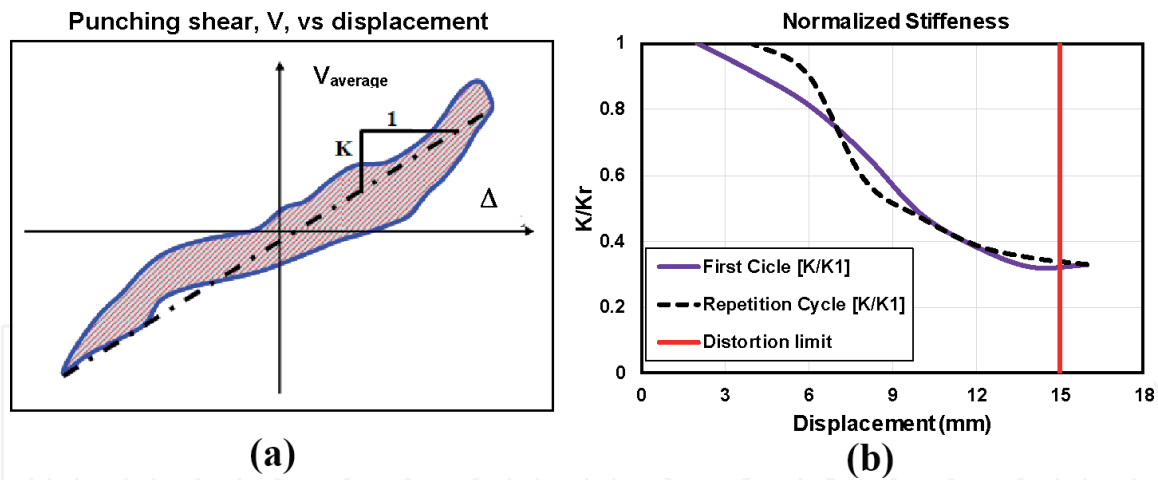 Punching shear, V, vs displacement
Vaverage
1
K
Δ
(a)
Normalized Stiffeness
K/Kr
1
0.8
0.6
0.4
0.2
0
First Cicle [K/K1]
Repetition Cycle [K/K1]
Distortion limit
0 3 6 9 12 15 18
Displacement (mm)
(b)